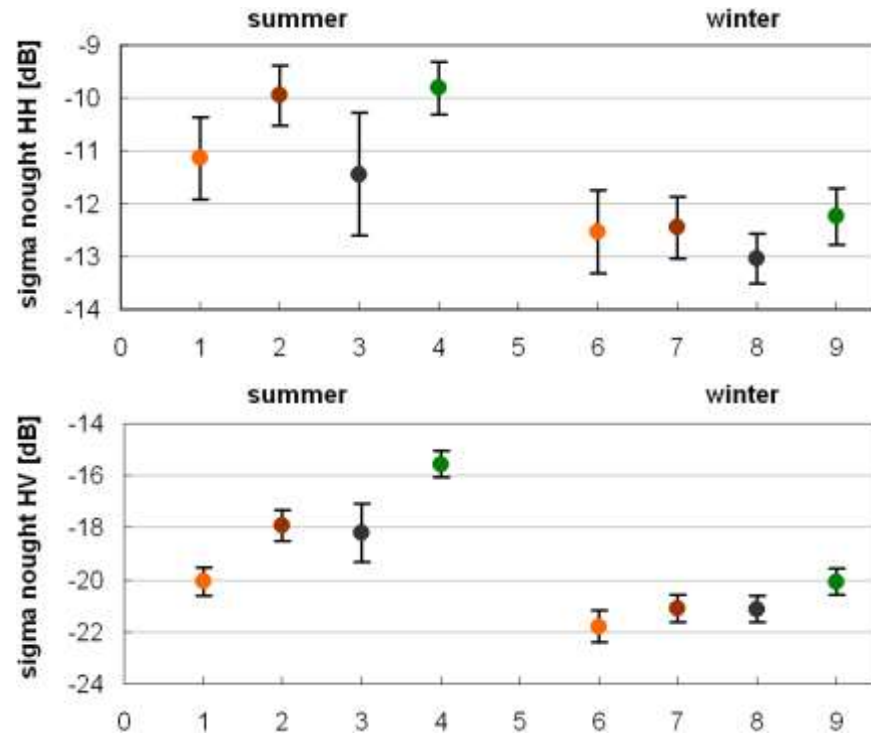 summer winter
sigma nought HH [dB]
-9
-10
-11
-12
-13
-14
0 1 2 3 4 5 6 7 8 9
summer winter
sigma nought HV [dB]
-14
-16
-18
-20
-22
-24
0 1 2 3 4 5 6 7 8 9